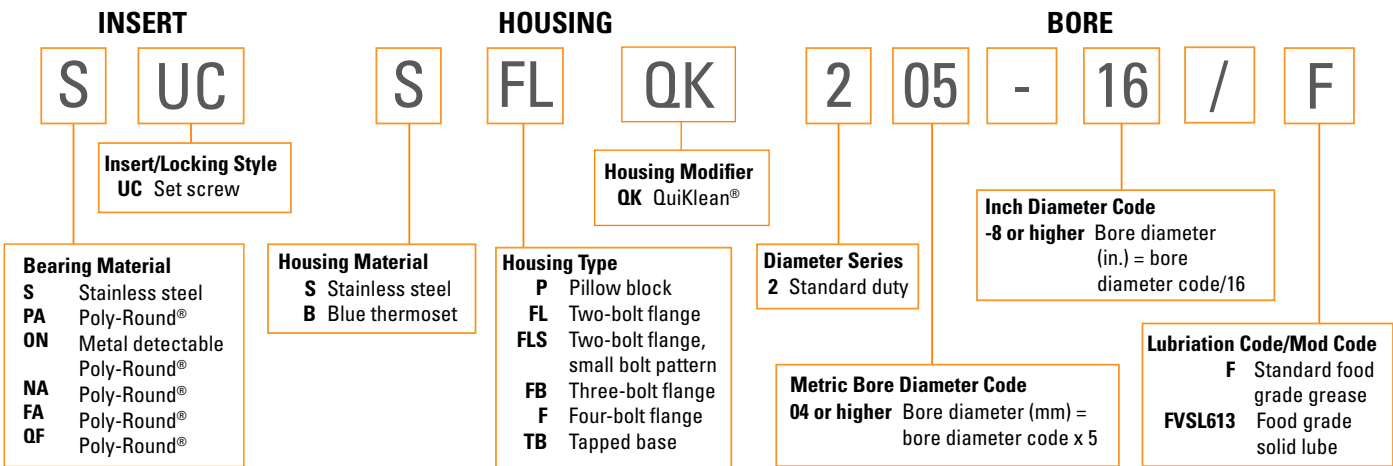 INSERT
HOUSING
BORE
S UC S FL QK 2 05 - 16 / F
Insert/Locking Style
UC Set screw
Housing Modifier
QK QuiKlean®
Inch Diameter Code
-8 or higher Bore diameter
(in.) = bore
diameter code/16
Bearing Material
S Stainless steel
PA Poly-Round®
ON Metal detectable
Poly-Round®
NA Poly-Round®
FA Poly-Round®
QF Poly-Round®
Housing Material
S Stainless steel
B Blue thermoset
Housing Type
P Pillow block
FL Two-bolt flange
FLS Two-bolt flange,
small bolt pattern
FB Three-bolt flange
F Four-bolt flange
TB Tapped base
Diameter Series
2 Standard duty
Metric Bore Diameter Code
04 or higher Bore diameter (mm) =
bore diameter code x 5
Lubriation Code/Mod Code
F Standard food
grade grease
FVSL613 Food grade
solid lube